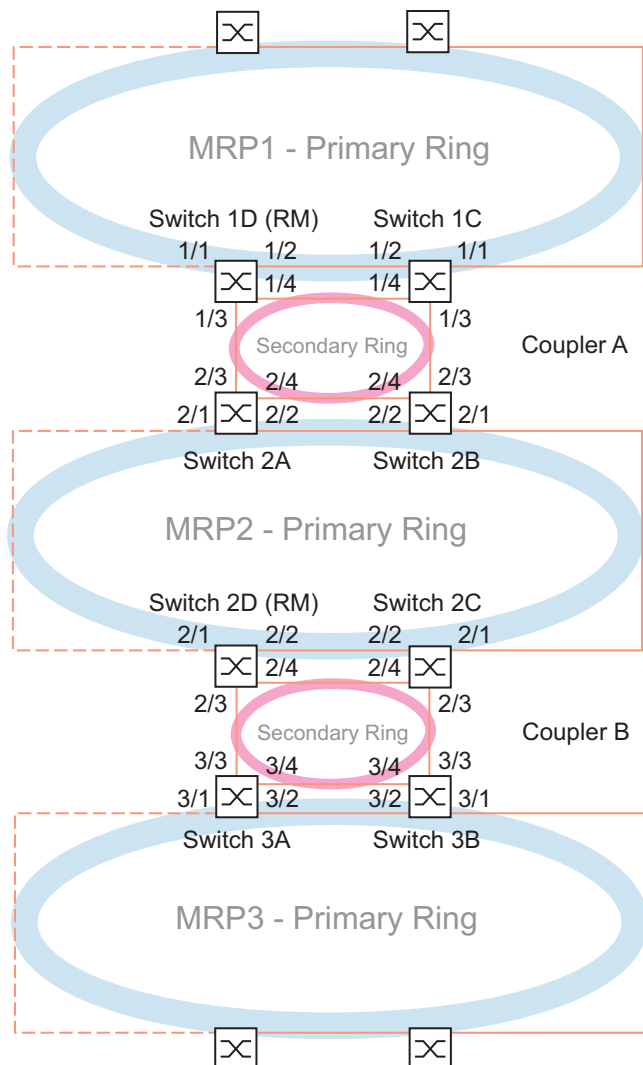 MRP1 - Primary Ring
Switch 1D (RM) Switch 1C
1/1 1/2 1/2 1/1
1/4 1/4
1/3 1/3
Secondary Ring Coupler A
2/3 2/4 2/4 2/3
2/1 2/2 2/2 2/1
Switch 2A Switch 2B
MRP2 - Primary Ring
Switch 2D (RM) Switch 2C
2/1 2/2 2/2 2/1
2/4 2/4
2/3 2/3
Secondary Ring Coupler B
3/3 3/4 3/4 3/3
3/1 3/2 3/2 3/1
Switch 3A Switch 3B
MRP3 - Primary Ring